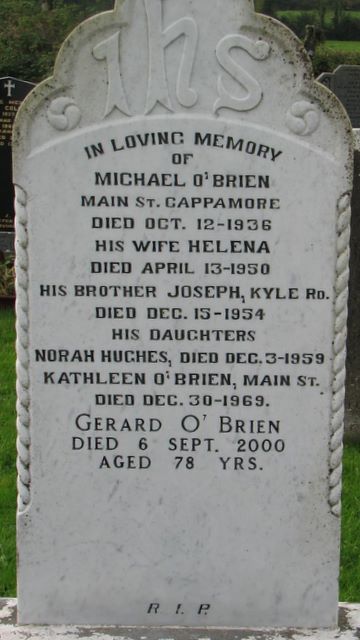 IHS
IN LOVING MEMORY
OF
MICHAEL O'BRIEN
MAIN ST. CAPPAMORE
DIED OCT. 12-1936
HIS WIFE HELENA
DIED APRIL 13-1950
HIS BROTHER JOSEPH, KYLE RD.
DIED DEC. 15-1954
HIS DAUGHTERS
NORAH HUGHES, DIED DEC. 3-1959
KATHLEEN O'BRIEN, MAIN ST.
DIED DEC. 30-1969.
GERARD O' BRIEN
DIED 6 SEPT. 2000
AGED 78 YRS.
R. I. P.